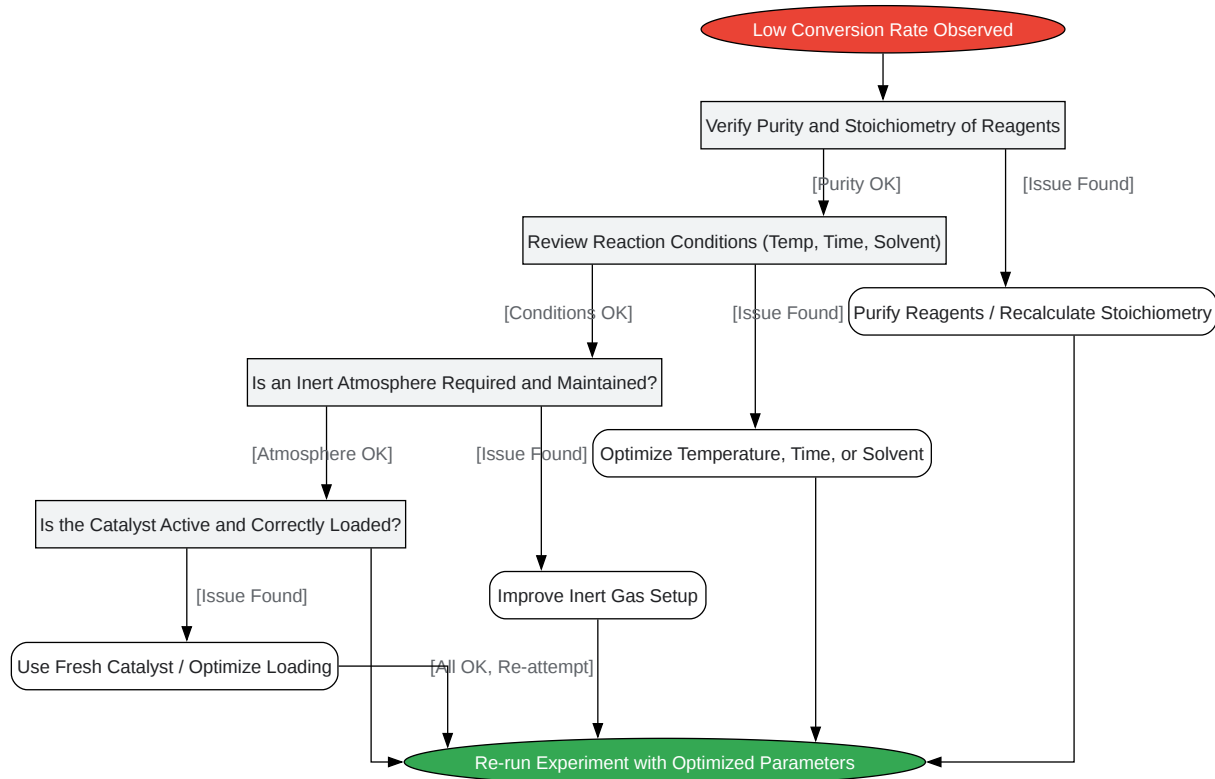 Low Conversion Rate Observed
Verify Purity and Stoichiometry of Reagents
[Purity OK]
[Issue Found]
Review Reaction Conditions (Temp, Time, Solvent)
[Conditions OK]
[Issue Found]
Purify Reagents / Recalculate Stoichiometry
Is an Inert Atmosphere Required and Maintained?
[Atmosphere OK]
[Issue Found]
Optimize Temperature, Time, or Solvent
Is the Catalyst Active and Correctly Loaded?
[Issue Found]
Improve Inert Gas Setup
Use Fresh Catalyst / Optimize Loading
[All OK, Re-attempt]
Re-run Experiment with Optimized Parameters